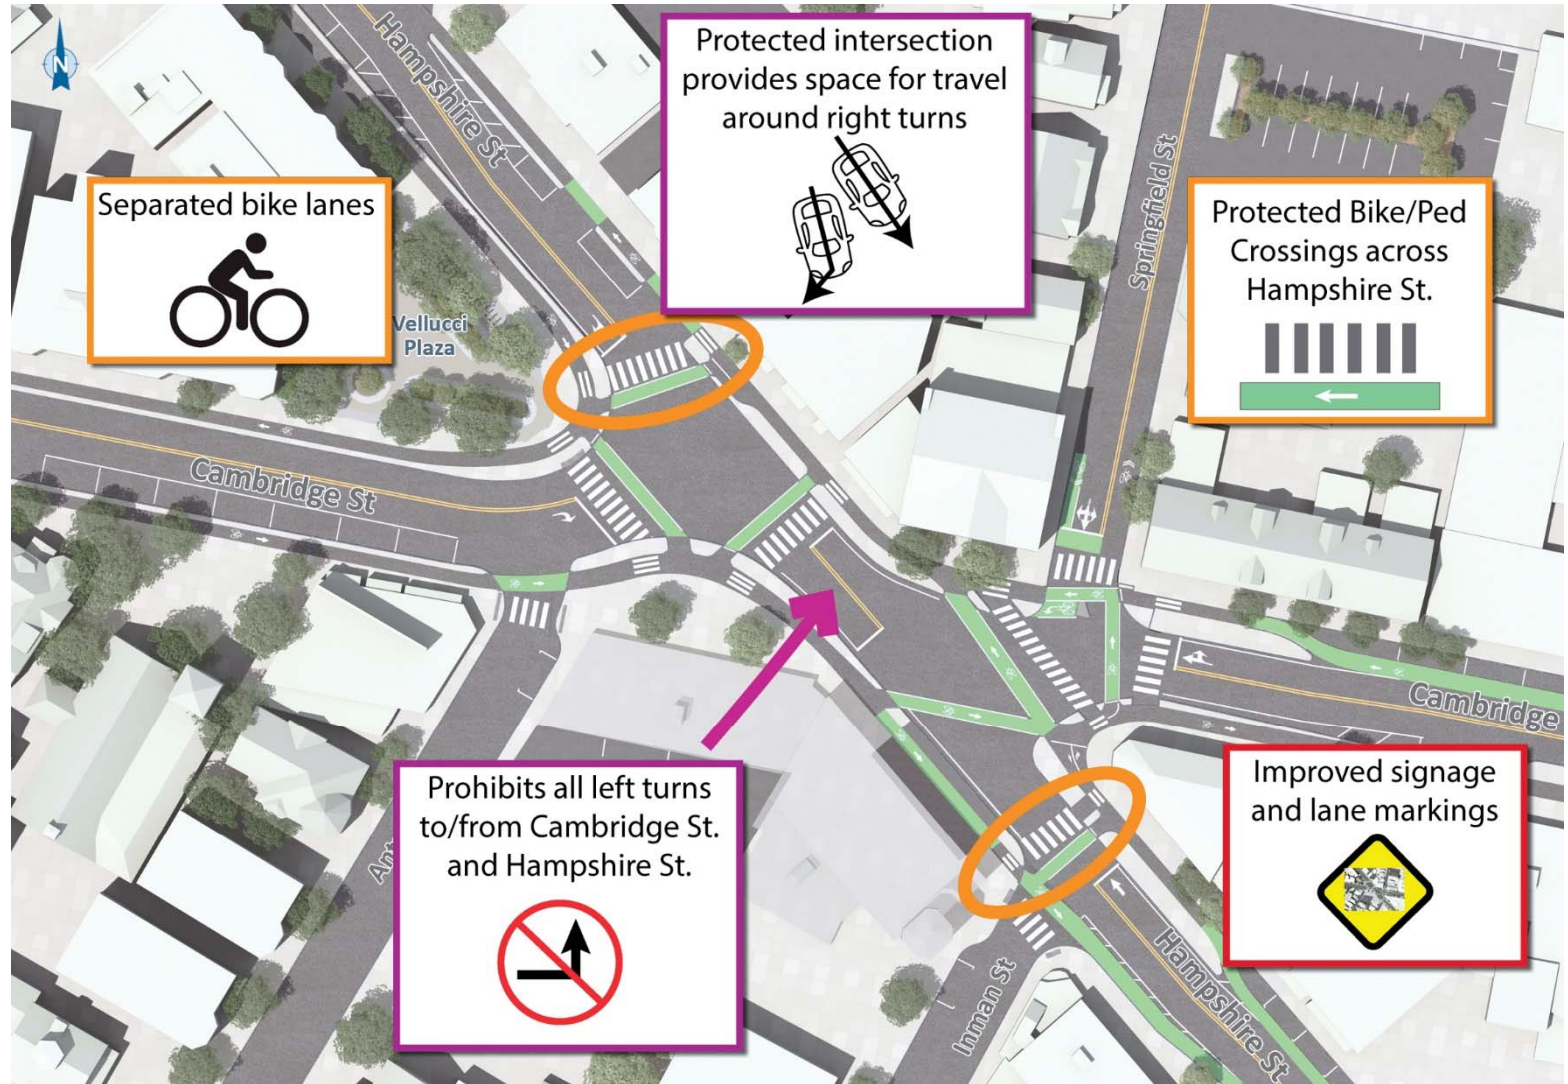 N
Hampshire St
Protected intersection
provides space for travel
around right turns
Springfield St
Separated bike lanes
Protected Bike/Ped
Crossings across
Hampshire St.
Vellucci
Plaza
Cambridge St
Cambridge
Prohibits all left turns
to/from Cambridge St.
and Hampshire St.
Improved signage
and lane markings
Inman St
Hampshire St